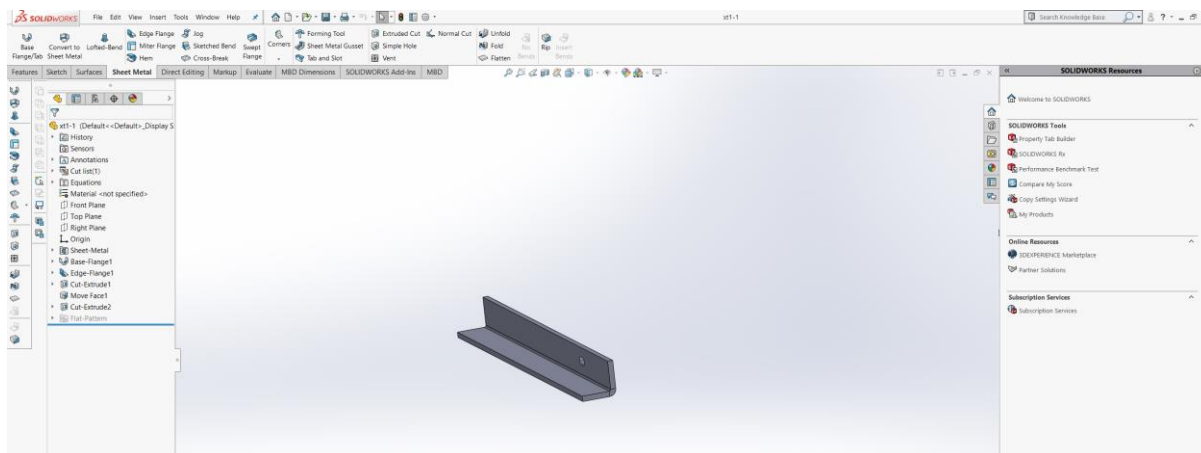 SOLIDWORKS File Edit View Insert Tools Window Help xt1-1 Search Knowledge Base
Base Flange/Tab
Convert to Sheet Metal
Lofted-Bend
Edge Flange
Miter Flange
Hem
Jog
Sketched Bend
Cross-Break
Swept Flange
Corners
Forming Tool
Sheet Metal Gusset
Tab and Slot
Extruded Cut
Simple Hole
Vent
Normal Cut
Unfold
Fold
Flatten
No Bends
Rip
Insert Bends
Features Sketch Surfaces Sheet Metal Direct Editing Markup Evaluate MBD Dimensions SOLIDWORKS Add-Ins MBD
xt1-1 (Default<<Default>_Display S
History
Sensors
Annotations
Cut list(1)
Equations
Material <not specified>
Front Plane
Top Plane
Right Plane
Origin
Sheet-Metal
Base-Flange1
Edge-Flange1
Cut-Extrude1
Move Face1
Cut-Extrude2
Flat-Pattern
SOLIDWORKS Resources
Welcome to SOLIDWORKS
SOLIDWORKS Tools
Property Tab Builder
SOLIDWORKS Rx
Performance Benchmark Test
Compare My Score
Copy Settings Wizard
My Products
Online Resources
3DEXPERIENCE Marketplace
Partner Solutions
Subscription Services
Subscription Services